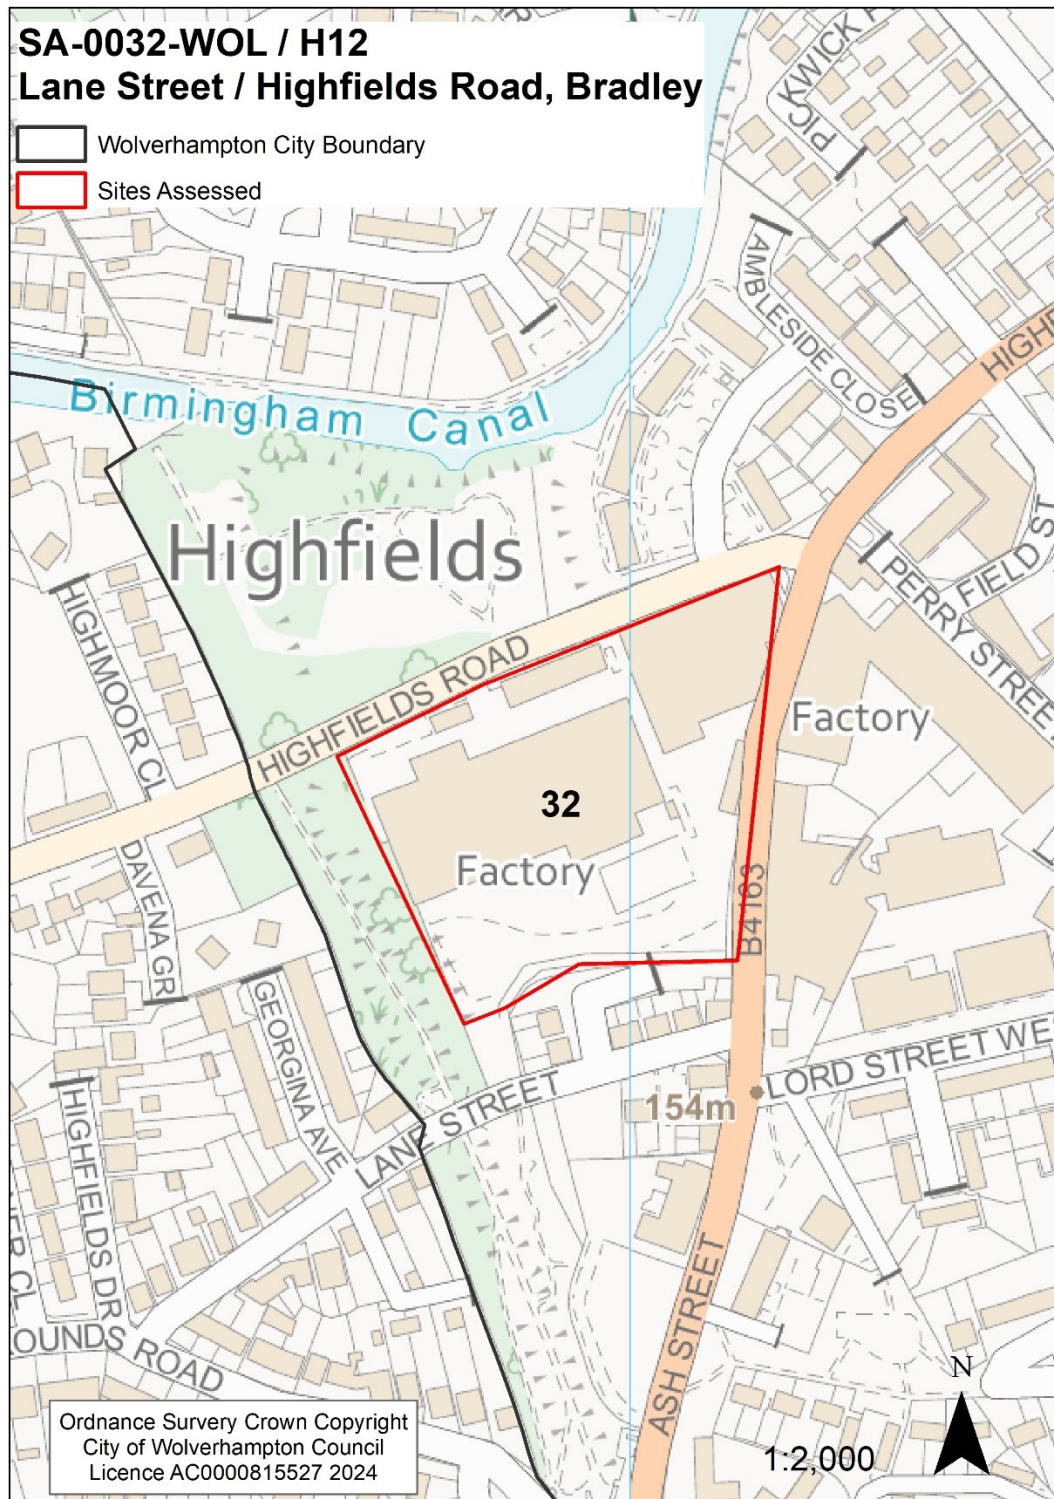 SA-0032-WOL / H12
Lane Street / Highfields Road, Bradley
Wolverhampton City Boundary
Sites Assessed
PICKWICK
AMBLESIDE CLOSE
Birmingham Canal
Highfields
FIELD ST
PERRY STREET
HIGHMOOR CL
HIGHFIELDS ROAD
Factory
32
Factory
DAVENA GR
B4163
GEORGINA AVE
LORD STREET WE
154m
LANE STREET
HIGHFIELDS DR
OUNDS ROAD
ASH STREET
N
1:2,000
Ordnance Survery Crown Copyright
City of Wolverhampton Council
Licence AC0000815527 2024